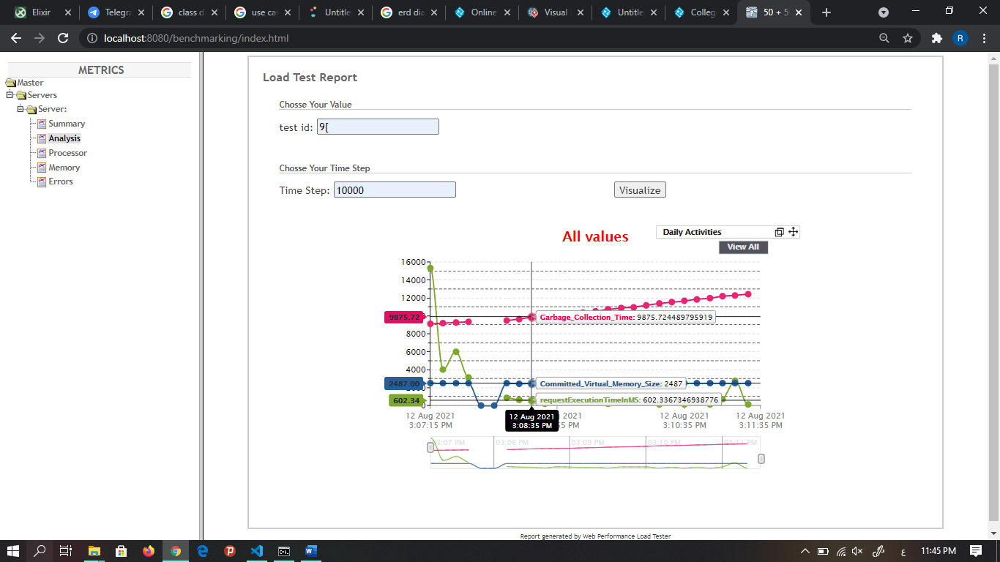 Elixir
Telegra
class d
use cas
Untitle
erd dia
Online
Visual
Untitle
Colleg
50 + 5
localhost:8080/benchmarking/index.html
R
METRICS
Master
Servers
Server:
Summary
Analysis
Processor
Memory
Errors
Load Test Report
Chosse Your Value
test id: 9[
Chosse Your Time Step
Time Step: 10000
Visualize
All values
Daily Activities
View All
16000
14000
12000
9875.72
Garbage_Collection_Time: 9875.724489795919
8000
6000
4000
2487.00
Committed_Virtual_Memory_Size: 2487
602.34
requestExecutionTimeInMS: 602.3367346938776
0
12 Aug 2021
3:07:15 PM
12 Aug 2021
3:08:35 PM
12 Aug 2021
3:10:35 PM
12 Aug 2021
3:11:35 PM
03:07 PM
03:08 PM
03:09 PM
03:10 PM
03:11 PM
Report generated by Web Performance Load Tester
ع
11:45 PM